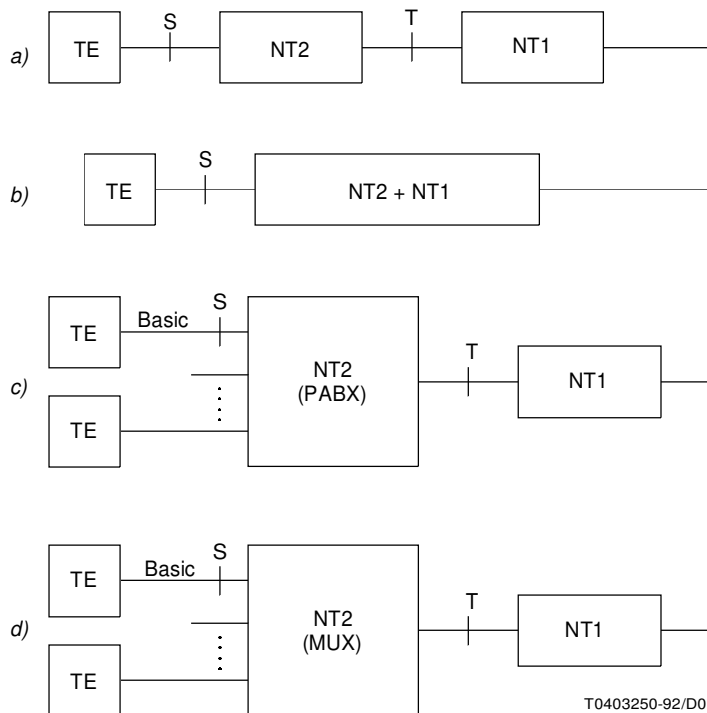 S T
a) TE NT2 NT1
S
b) TE NT2 + NT1
S
TE Basic
T
NT2
(PABX)
NT1
c)
TE
S
TE Basic
T
NT2
(MUX)
NT1
d)
TE
T0403250-92/D0